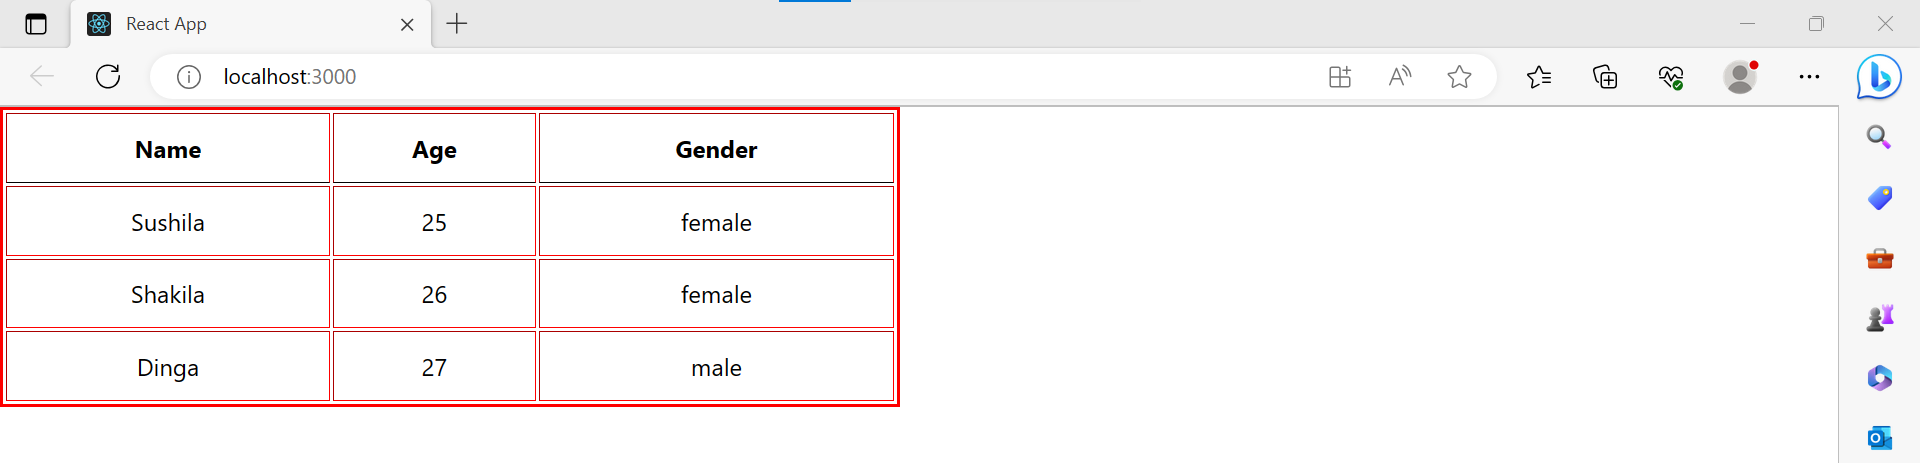 React App
localhost:3000
Name Age Gender
Sushila 25 female
Shakila 26 female
Dinga 27 male